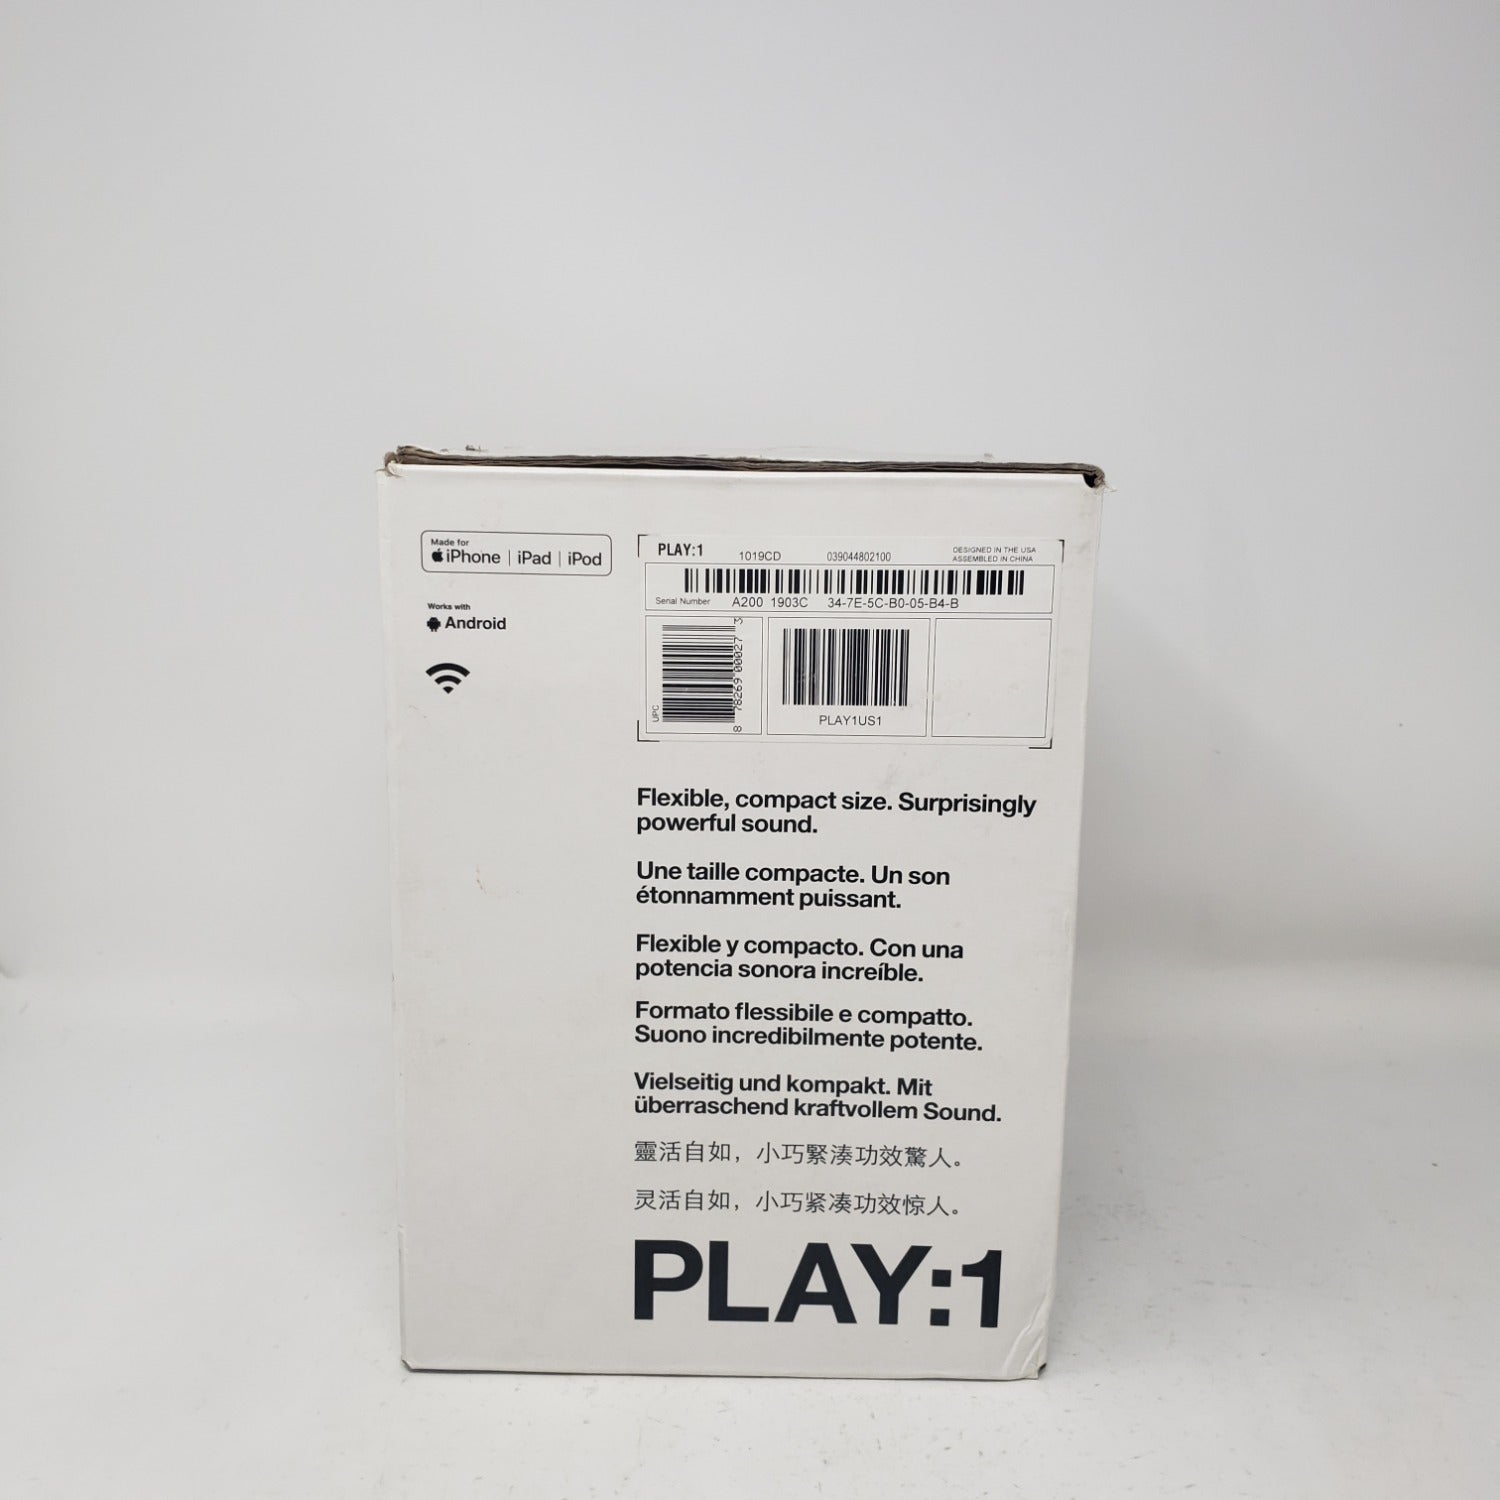 Made for
iPhone | iPad | iPod
Works with
Android
PLAY:1
1019CD
039044802100
DESIGNED IN THE USA
ASSEMBLED IN CHINA
Serial Number A200 1903C 34-7E-5C-B0-05-B4-B
UPC
8 78269 00027 3
PLAY1US1
Flexible, compact size. Surprisingly
powerful sound.
Une taille compacte. Un son
étonnamment puissant.
Flexible y compacto. Con una
potencia sonora increíble.
Formato flessibile e compatto.
Suono incredibilmente potente.
Vielseitig und kompakt. Mit
überraschend kraftvollem Sound.
靈活自如，小巧緊湊功效驚人。
灵活自如，小巧紧凑功效惊人。
PLAY:1